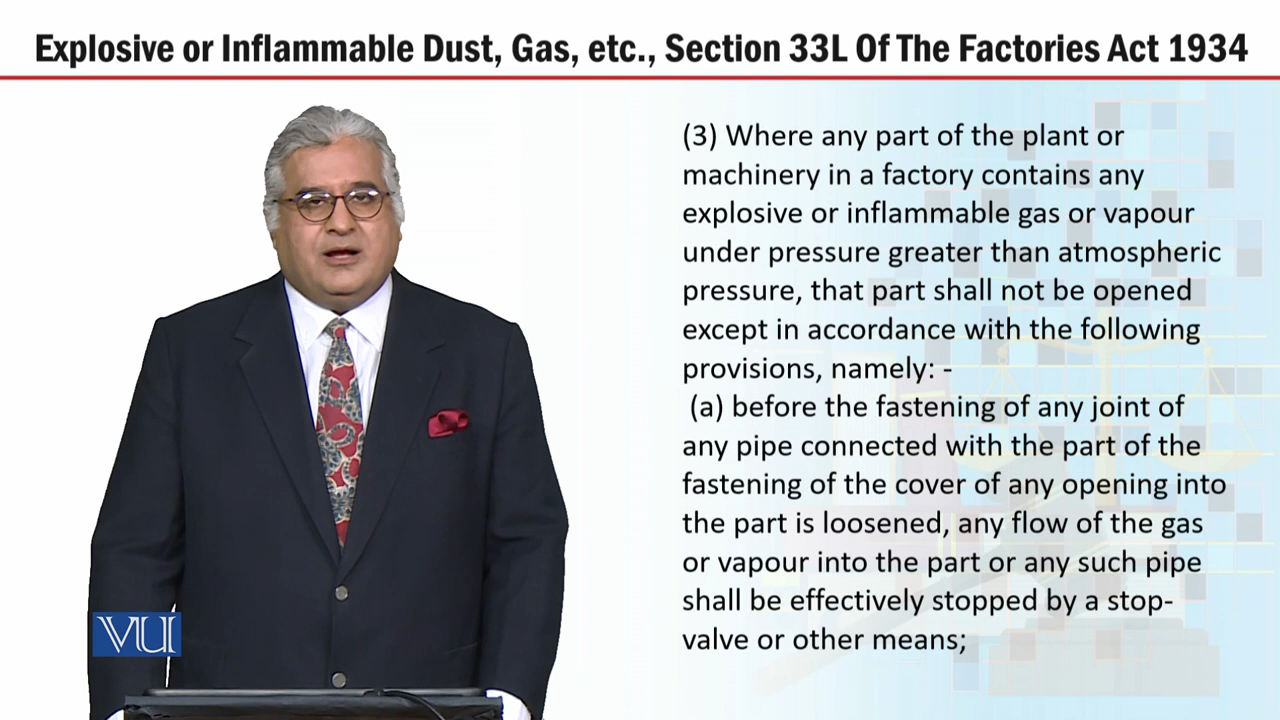 Explosive or Inflammable Dust, Gas, etc., Section 33L Of The Factories Act 1934
(3) Where any part of the plant or
machinery in a factory contains any
explosive or inflammable gas or vapour
under pressure greater than atmospheric
pressure, that part shall not be opened
except in accordance with the following
provisions, namely: -
(a) before the fastening of any joint of
any pipe connected with the part of the
fastening of the cover of any opening into
the part is loosened, any flow of the gas
or vapour into the part or any such pipe
shall be effectively stopped by a stop-
valve or other means;
VU